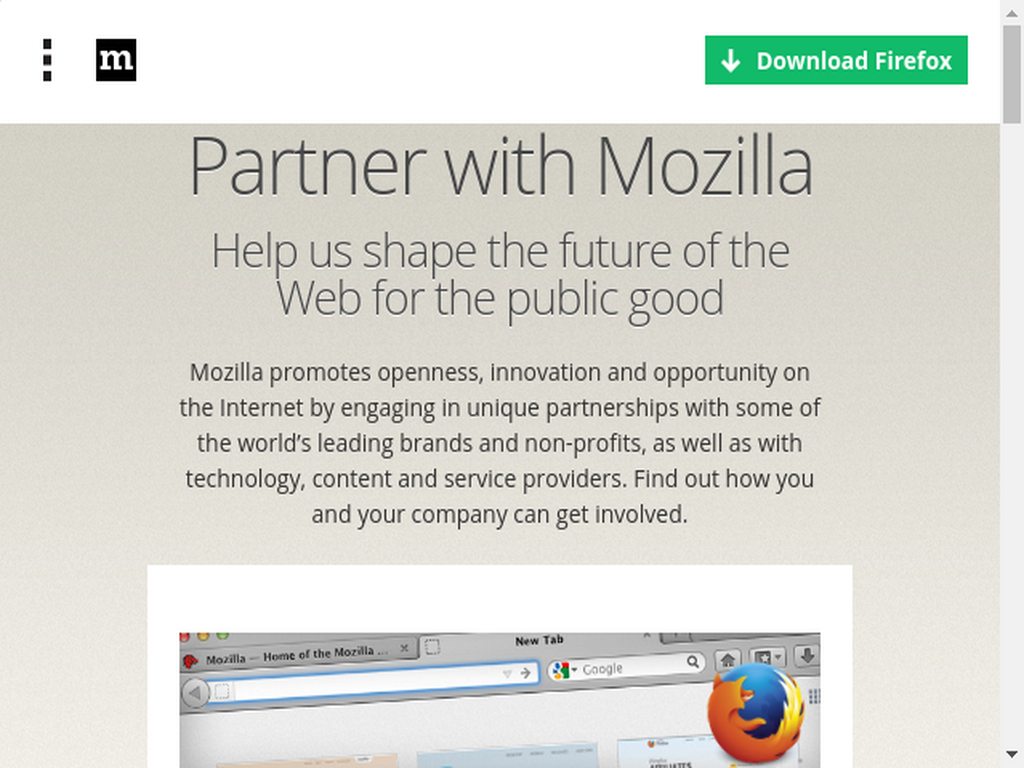 m
Download Firefox
Partner with Mozilla
Help us shape the future of the
Web for the public good
Mozilla promotes openness, innovation and opportunity on
the Internet by engaging in unique partnerships with some of
the world’s leading brands and non-profits, as well as with
technology, content and service providers. Find out how you
and your company can get involved.
New Tab
Mozilla — Home of the Mozilla ...
Google
Firefox
AFFILIATES